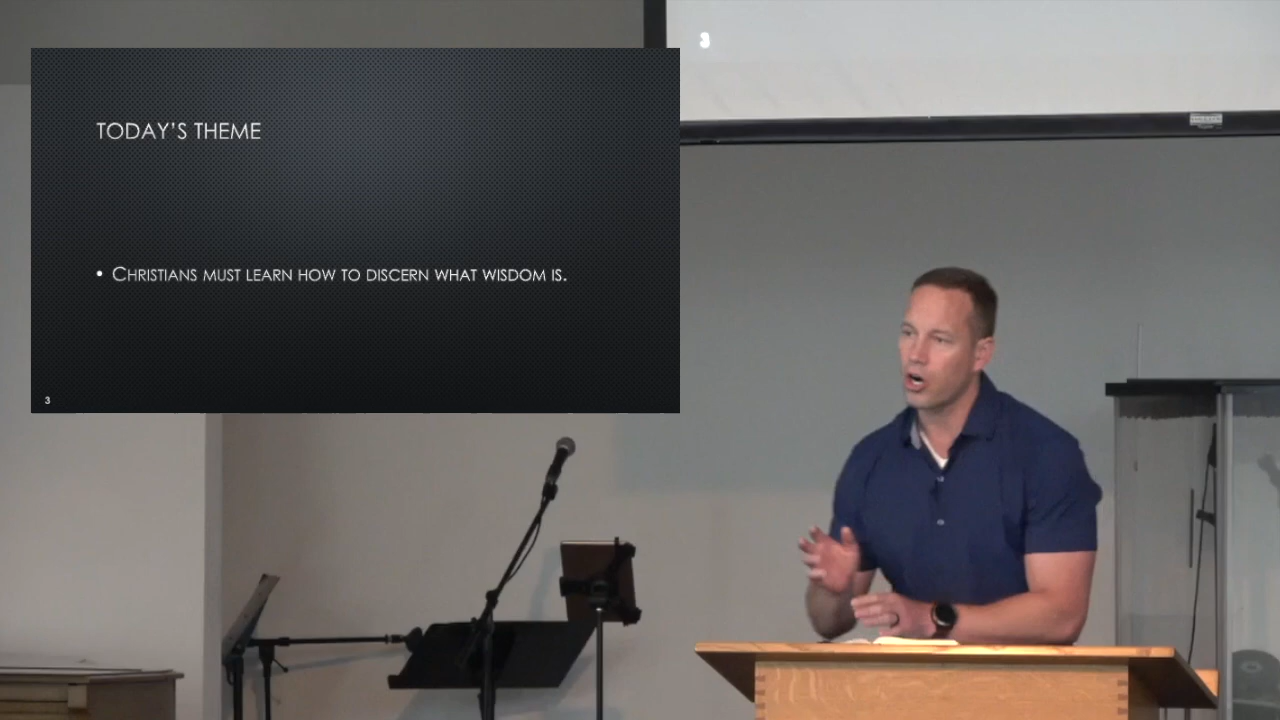 TODAY'S THEME
• CHRISTIANS MUST LEARN HOW TO DISCERN WHAT WISDOM IS.
3
3